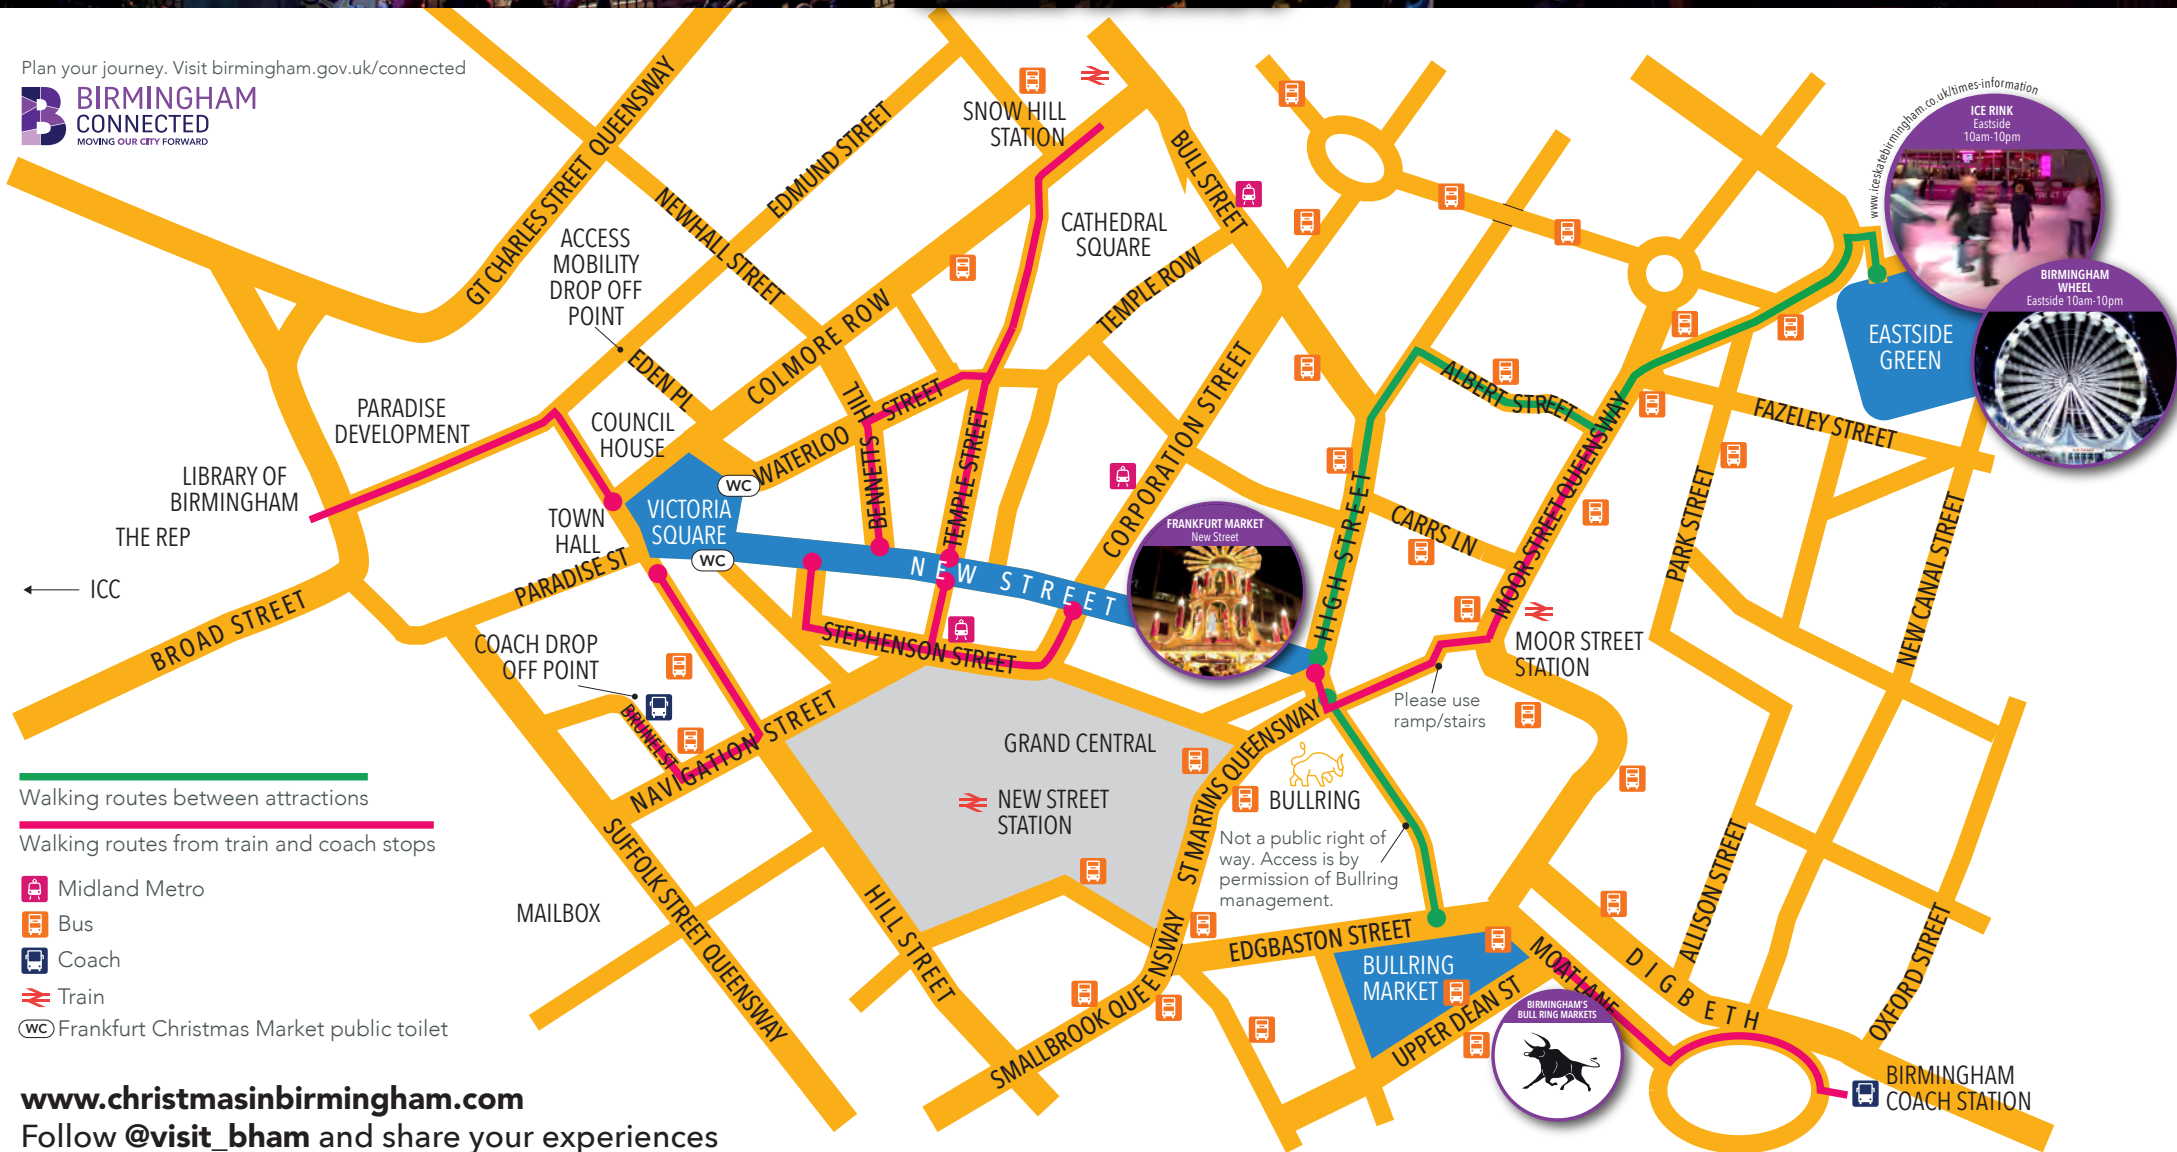 Plan your journey. Visit birmingham.gov.uk/connected
BIRMINGHAM
CONNECTED
MOVING OUR CITY FORWARD
GT CHARLES STREET QUEENSWAY
EDMUND STREET
NEWHALL STREET
SNOW HILL
STATION
BULL STREET
CATHEDRAL
SQUARE
TEMPLE ROW
www.iceskatebirmingham.co.uk/times-information
ICE RINK
Eastside
10am-10pm
BIRMINGHAM
WHEEL
Eastside 10am-10pm
EASTSIDE
GREEN
ACCESS
MOBILITY
DROP OFF
POINT
EDEN PL
COLMORE ROW
PARADISE
DEVELOPMENT
COUNCIL
HOUSE
LIBRARY OF
BIRMINGHAM
THE REP
ICC
BROAD STREET
TOWN
HALL
VICTORIA
SQUARE
WC
WC
WATERLOO STREET
BENNETTS HILL
TEMPLE STREET
CORPORATION STREET
NEW STREET
PARADISE ST
STEPHENSON STREET
FRANKFURT MARKET
New Street
HIGH STREET
ALBERT STREET
CARRS LN
MOOR STREET QUEENSWAY
FAZELEY STREET
PARK STREET
NEW CANAL STREET
MOOR STREET
STATION
Please use
ramp/stairs
COACH DROP
OFF POINT
BRUNEL ST
NAVIGATION STREET
GRAND CENTRAL
NEW STREET
STATION
ST MARTINS QUEENSWAY
BULLRING
Not a public right of
way. Access is by
permission of Bullring
management.
SUFFOLK STREET QUEENSWAY
MAILBOX
HILL STREET
SMALLBROOK QUEENSWAY
EDGBASTON STREET
BULLRING
MARKET
UPPER DEAN ST
MOAT LANE
DIGBETH
ALLISON STREET
OXFORD STREET
BIRMINGHAM'S
BULL RING MARKETS
BIRMINGHAM
COACH STATION
Walking routes between attractions
Walking routes from train and coach stops
Midland Metro
Bus
Coach
Train
WC Frankfurt Christmas Market public toilet
www.christmasinbirmingham.com
Follow @visit_bham and share your experiences